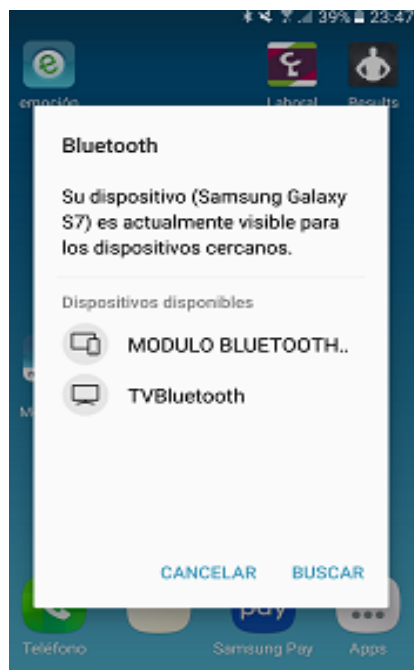 39% 23:47
emoción
Laboral
Results
Bluetooth
Su dispositivo (Samsung Galaxy
S7) es actualmente visible para
los dispositivos cercanos.
Dispositivos disponibles
MODULO BLUETOOTH..
TVBluetooth
CANCELAR BUSCAR
pay
Teléfono
Samsung Pay
Apps